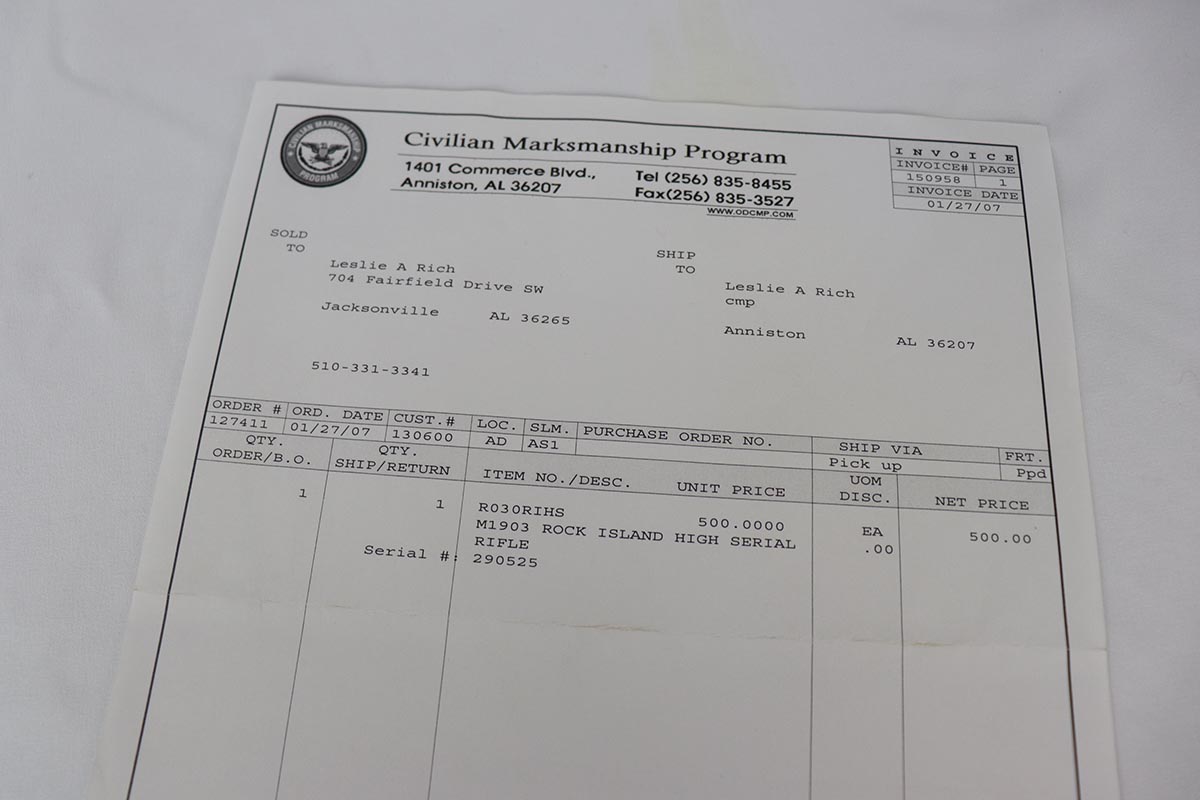 CIVILIAN MARKSMANSHIP
PROGRAM
Civilian Marksmanship Program
1401 Commerce Blvd.,
Anniston, AL 36207
Tel (256) 835-8455
Fax(256) 835-3527
WWW.ODCMP.COM
INVOICE
INVOICE# PAGE
150958 1
INVOICE DATE
01/27/07
SOLD
TO
Leslie A Rich
704 Fairfield Drive SW
Jacksonville AL 36265
510-331-3341
SHIP
TO
Leslie A Rich
cmp
Anniston AL 36207
ORDER # ORD. DATE CUST.# LOC. SLM. PURCHASE ORDER NO. SHIP VIA FRT.
127411 01/27/07 130600 AD AS1 Pick up Ppd
QTY. QTY. UOM
ORDER/B.O. SHIP/RETURN ITEM NO./DESC. UNIT PRICE DISC. NET PRICE
1 1 R030RIHS 500.0000 EA 500.00
M1903 ROCK ISLAND HIGH SERIAL .00
RIFLE
Serial #: 290525